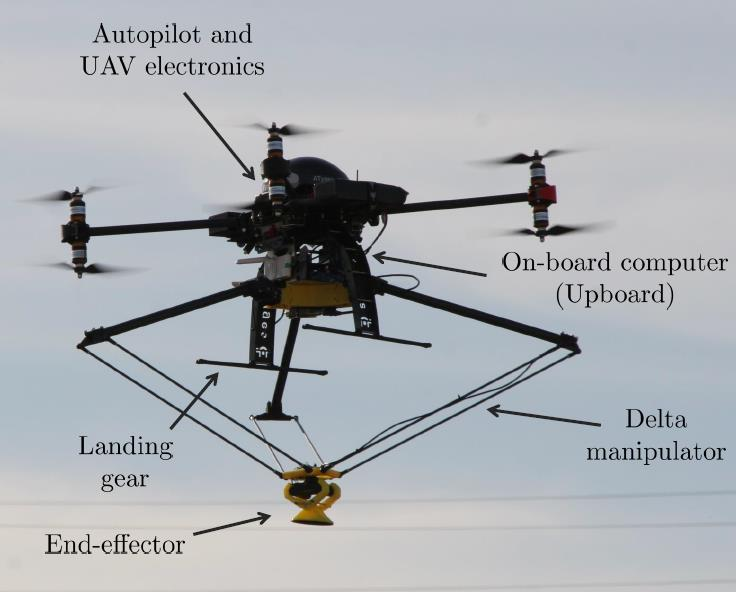 Autopilot and
UAV electronics
On-board computer
(Upboard)
Landing
gear
Delta
manipulator
End-effector